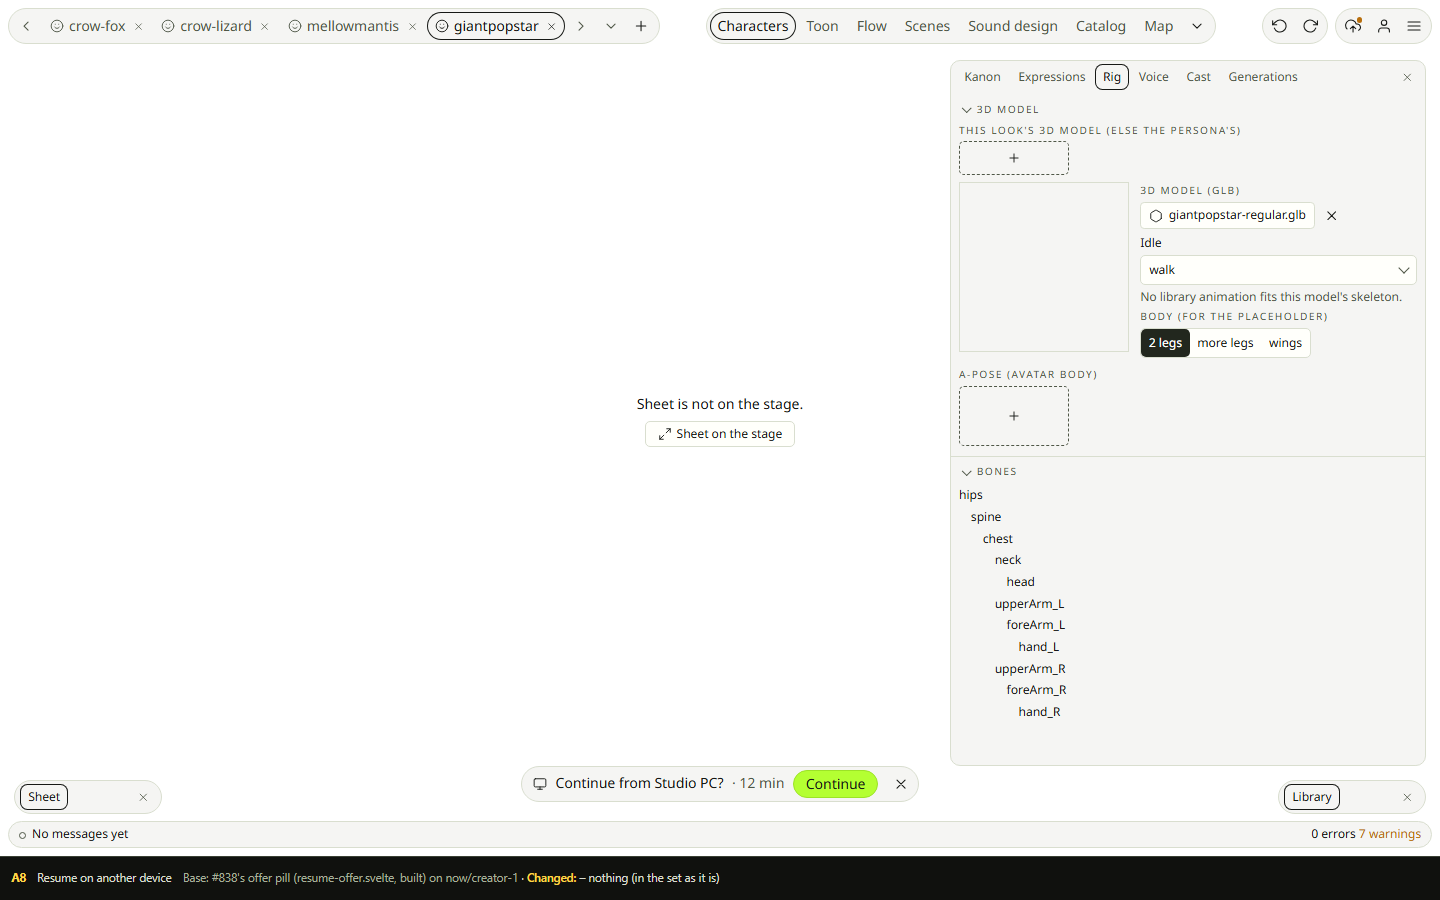 crow-fox crow-lizard mellowmantis giantpopstar
Characters Toon Flow Scenes Sound design Catalog Map
Kanon Expressions Rig Voice Cast Generations
3D MODEL
THIS LOOK'S 3D MODEL (ELSE THE PERSONA'S)
3D MODEL (GLB)
giantpopstar-regular.glb
Idle
walk
No library animation fits this model's skeleton.
BODY (FOR THE PLACEHOLDER)
2 legs more legs wings
A-POSE (AVATAR BODY)
Sheet is not on the stage.
Sheet on the stage
BONES
hips
spine
chest
neck
head
upperArm_L
foreArm_L
hand_L
upperArm_R
foreArm_R
hand_R
Continue from Studio PC? · 12 min Continue
Sheet
Library
No messages yet
0 errors 7 warnings
A8 Resume on another device Base: #838's offer pill (resume-offer.svelte, built) on now/creator-1 · Changed: – nothing (in the set as it is)